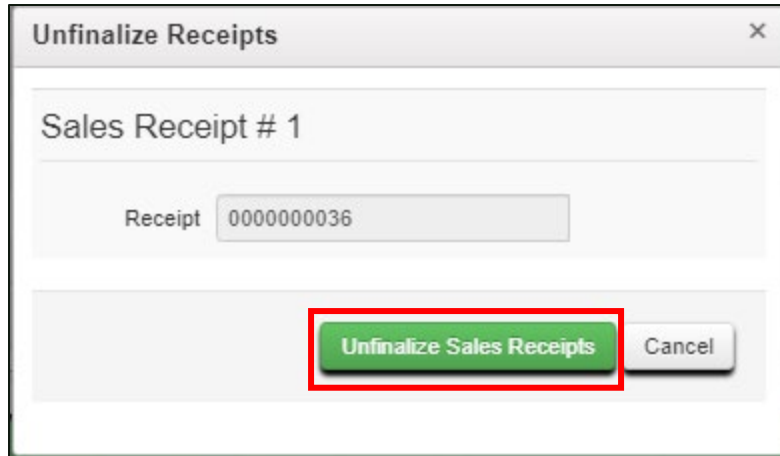 Unfinalize Receipts
Sales Receipt # 1
Receipt 0000000036
Unfinalize Sales Receipts Cancel